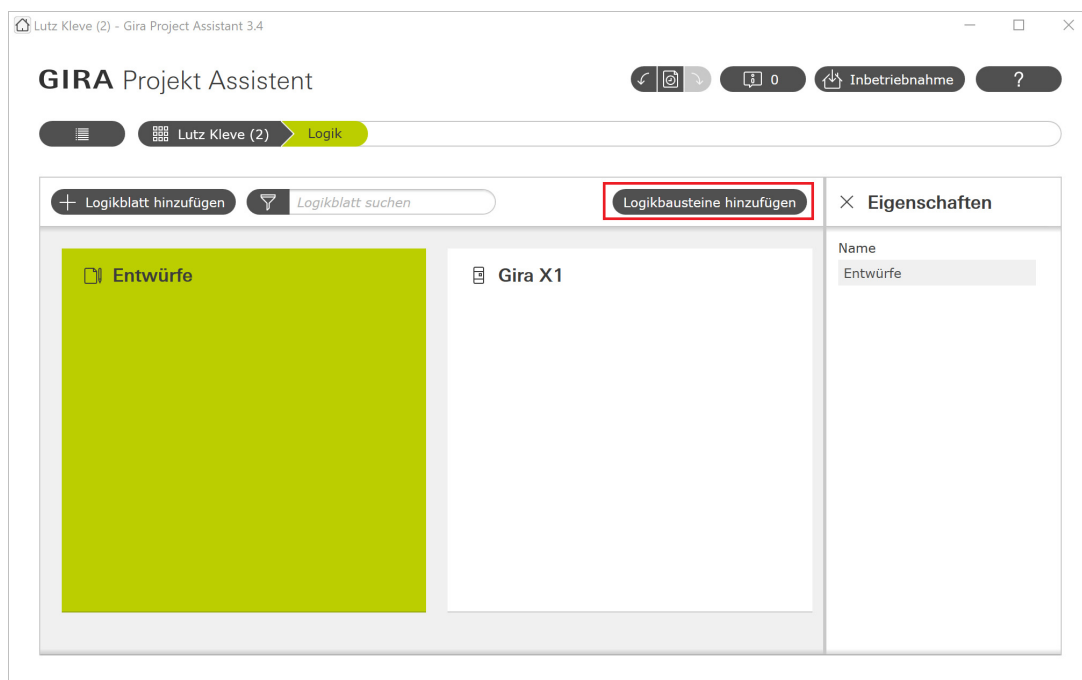 Lutz Kleve (2) - Gira Project Assistant 3.4
GIRA Projekt Assistent
0
Inbetriebnahme
?
Lutz Kleve (2)
Logik
Logikblatt hinzufügen
Logikblatt suchen
Logikbausteine hinzufügen
Eigenschaften
Entwürfe
Gira X1
Name
Entwürfe